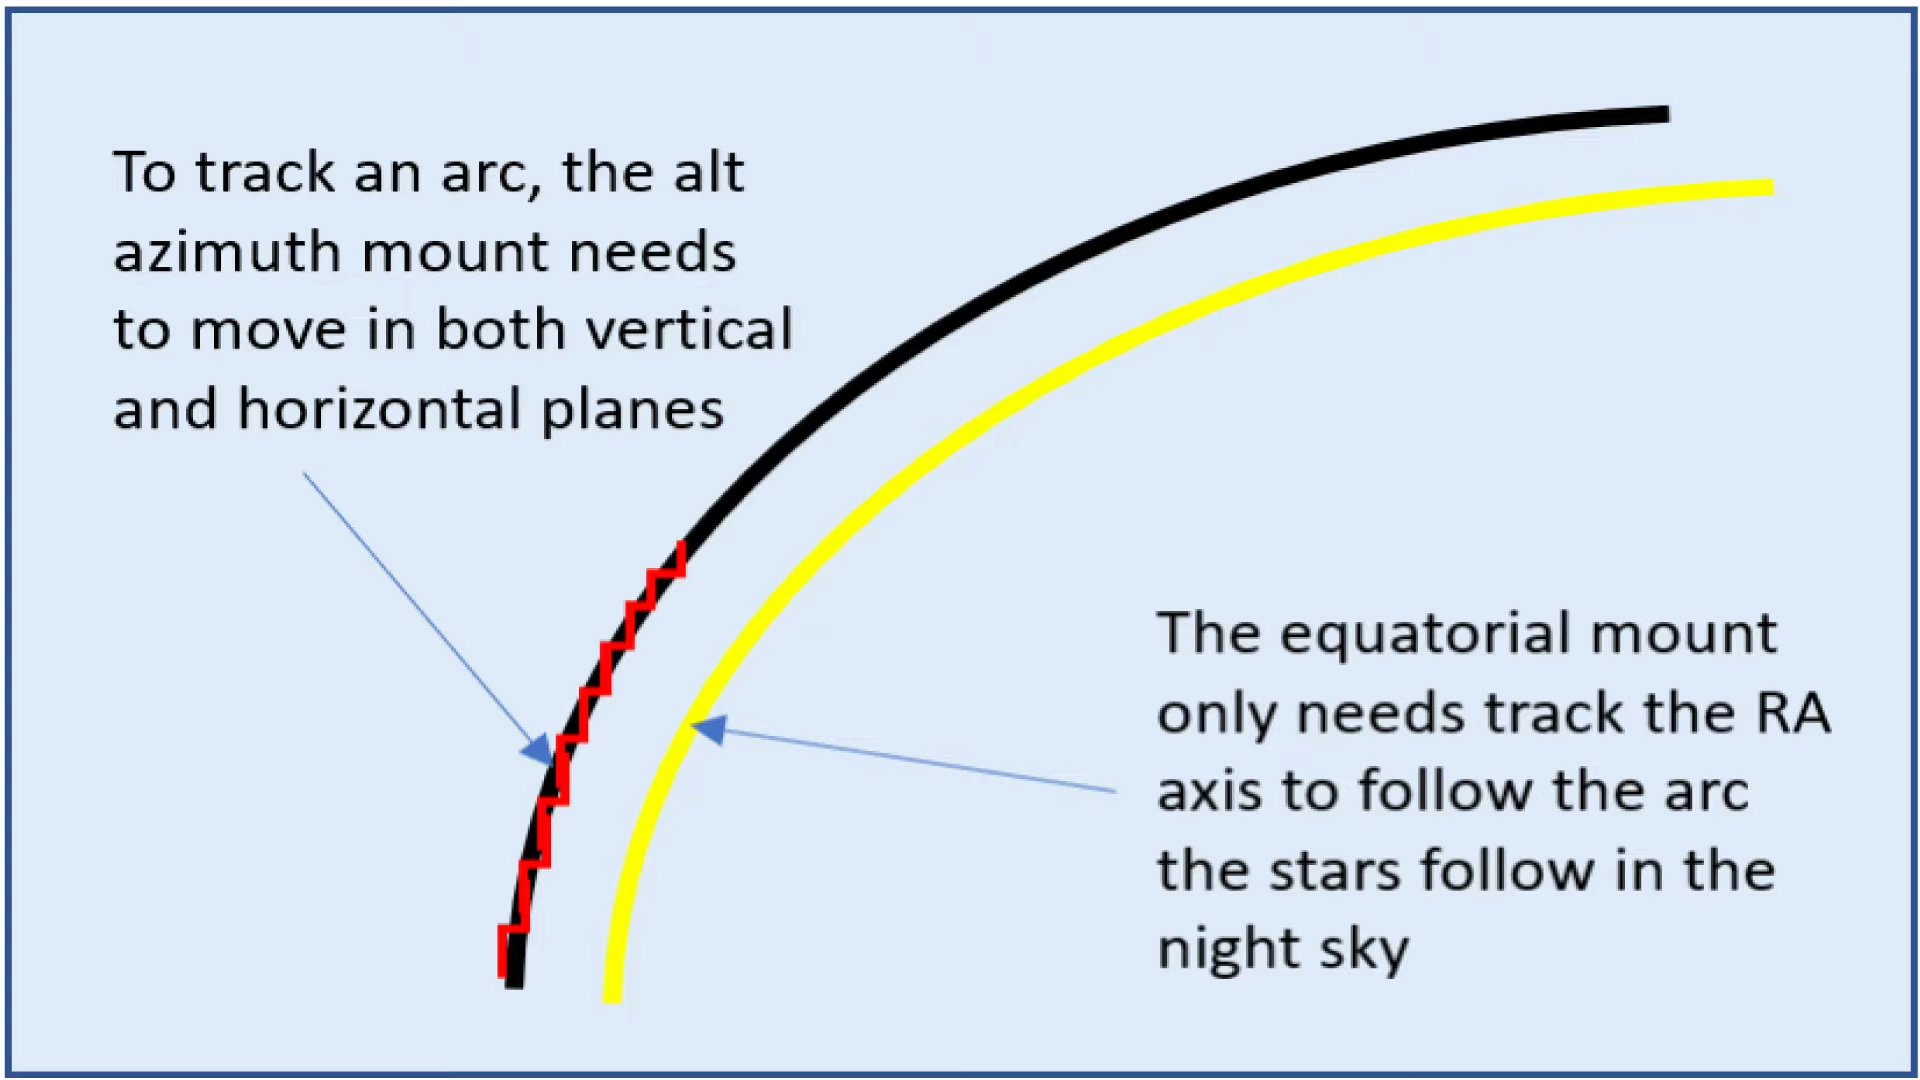 To track an arc, the alt
azimuth mount needs
to move in both vertical
and horizontal planes
The equatorial mount
only needs track the RA
axis to follow the arc
the stars follow in the
night sky